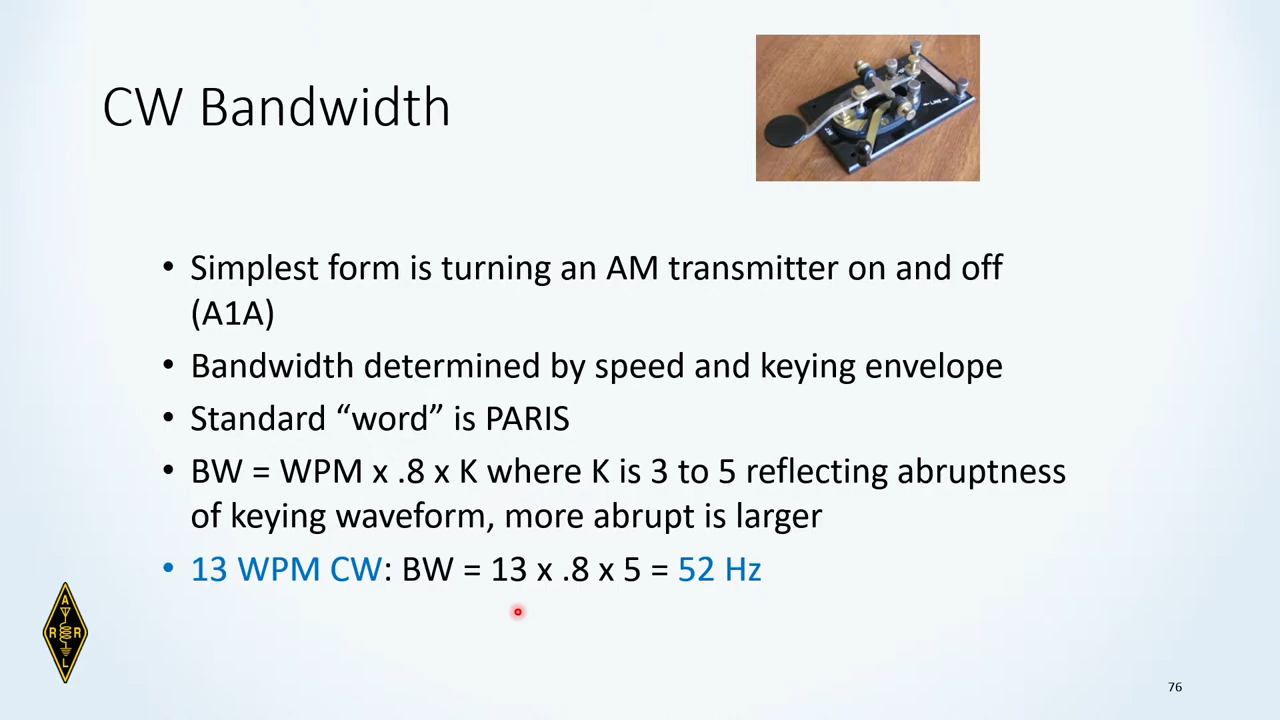 CW Bandwidth
• Simplest form is turning an AM transmitter on and off
(A1A)
• Bandwidth determined by speed and keying envelope
• Standard “word” is PARIS
• BW = WPM x .8 x K where K is 3 to 5 reflecting abruptness
of keying waveform, more abrupt is larger
• 13 WPM CW: BW = 13 x .8 x 5 = 52 Hz
A
R R
L
76